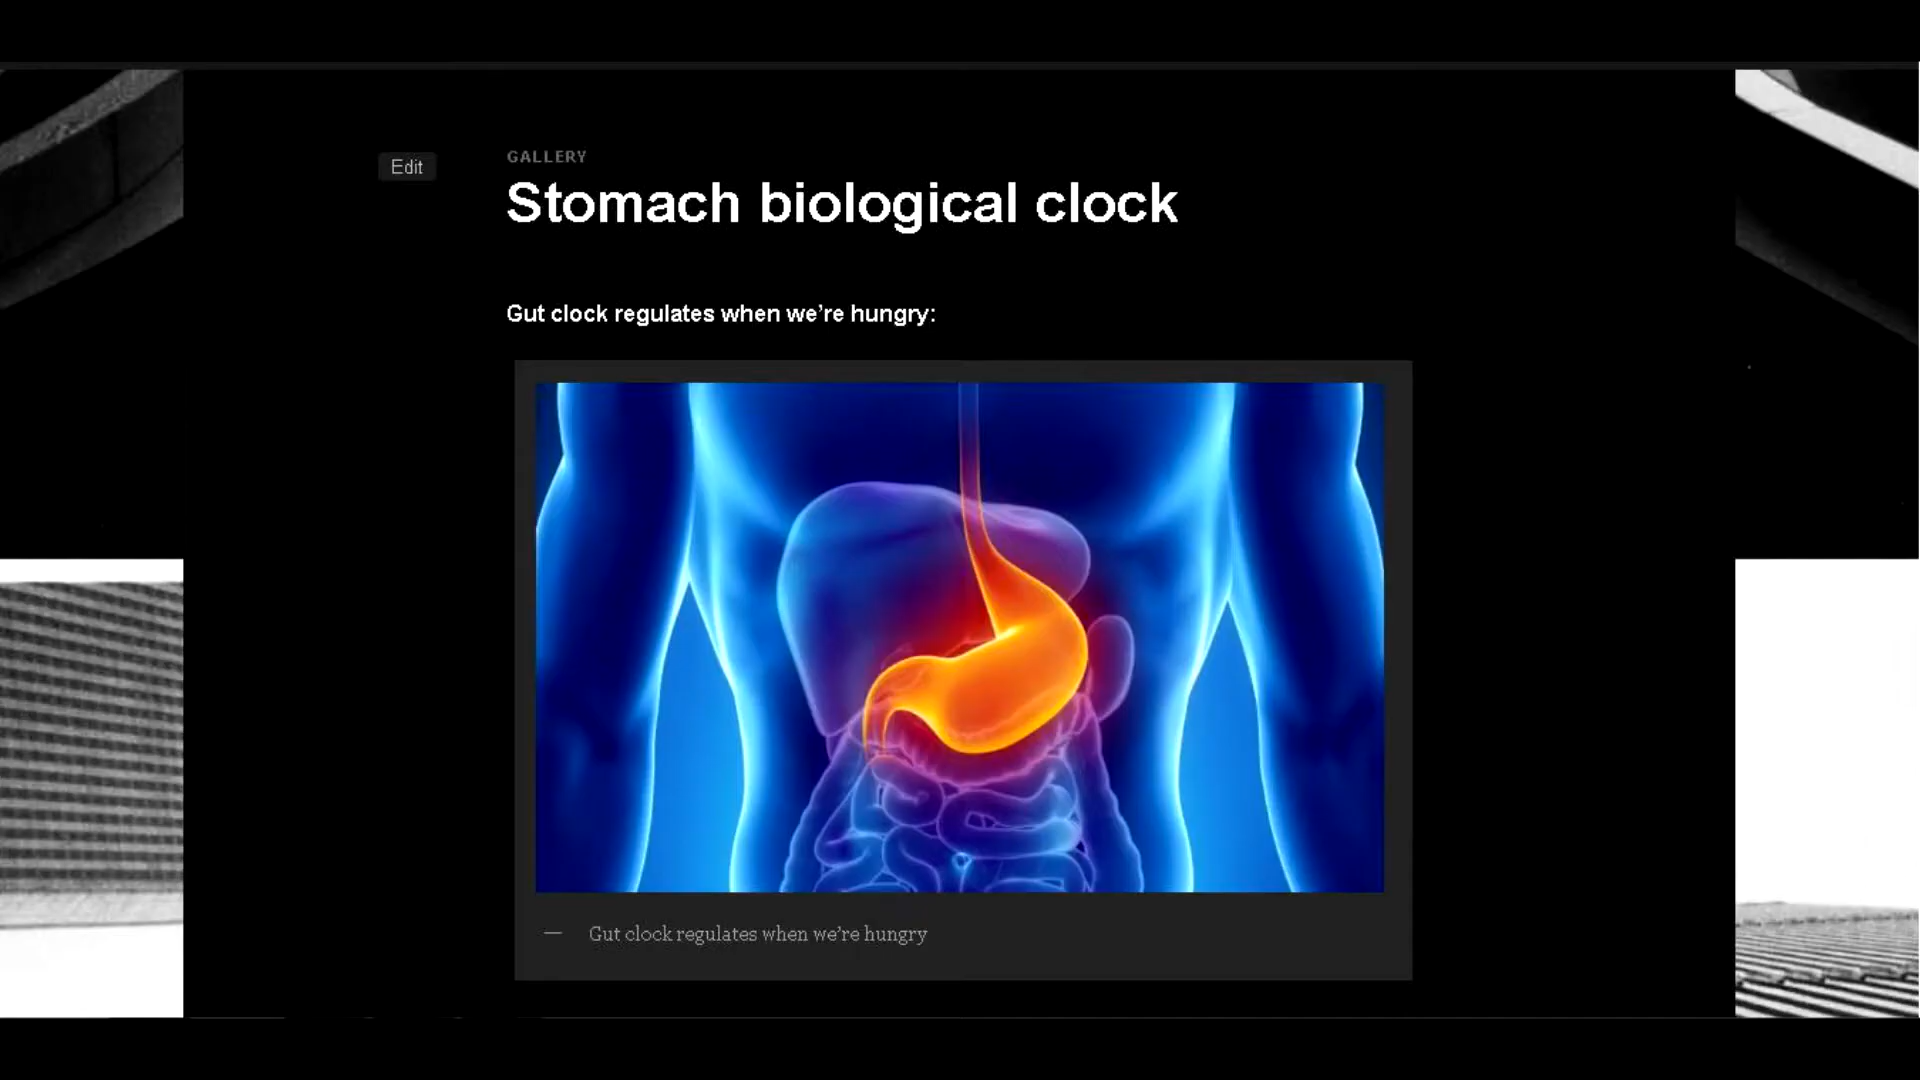 Edit
GALLERY
Stomach biological clock
Gut clock regulates when we’re hungry:
— Gut clock regulates when we’re hungry